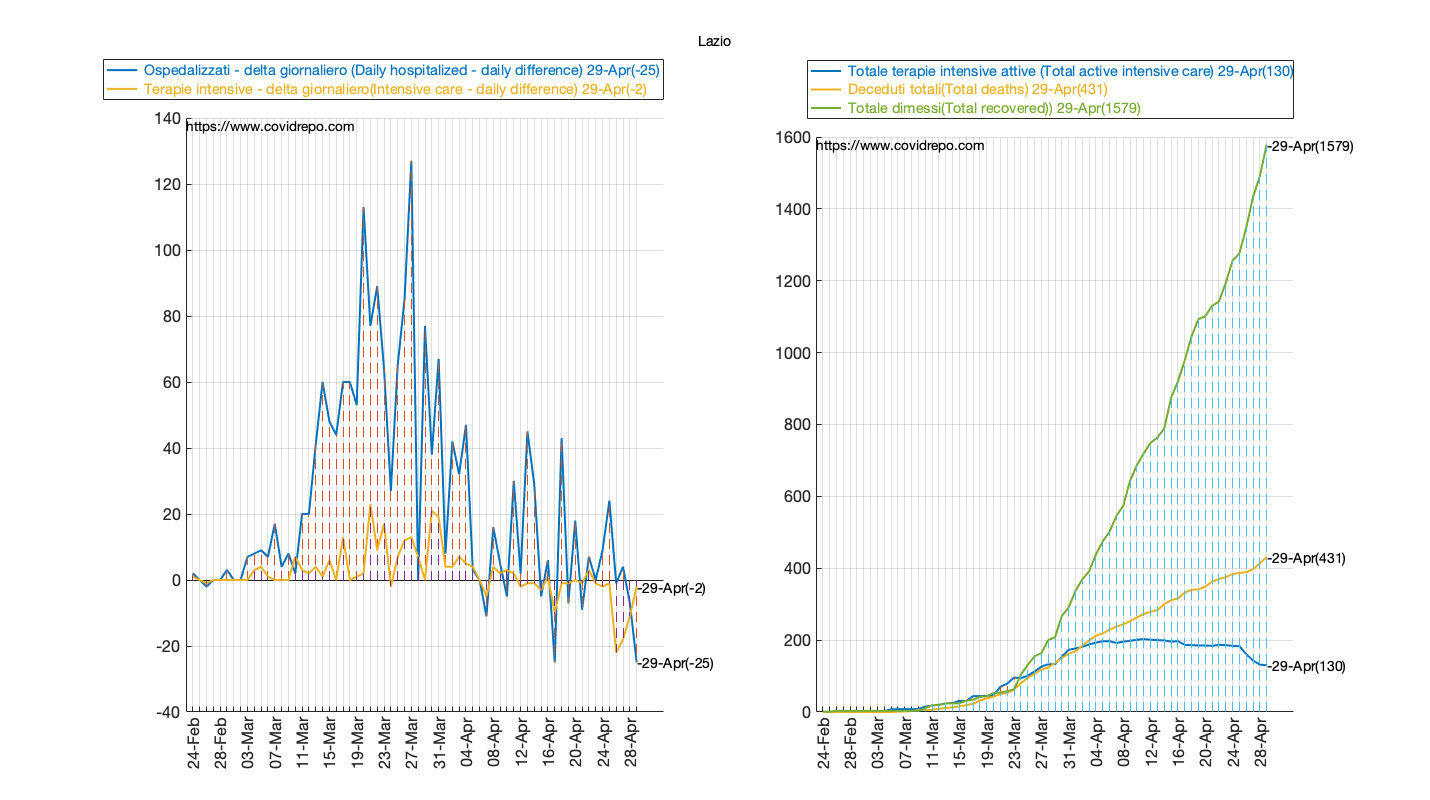 Lazio
Ospedalizzati - delta giornaliero (Daily hospitalized - daily difference) 29-Apr(-25)
Terapie intensive - delta giornaliero(Intensive care - daily difference) 29-Apr(-2)
https://www.covidrepo.com
140
120
100
80
60
40
20
0
-20
-40
-29-Apr(-2)
-29-Apr(-25)
24-Feb
28-Feb
03-Mar
07-Mar
11-Mar
15-Mar
19-Mar
23-Mar
27-Mar
31-Mar
04-Apr
08-Apr
12-Apr
16-Apr
20-Apr
24-Apr
28-Apr
Totale terapie intensive attive (Total active intensive care) 29-Apr(130)
Deceduti totali(Total deaths) 29-Apr(431)
Totale dimessi(Total recovered)) 29-Apr(1579)
https://www.covidrepo.com
1600
1400
1200
1000
800
600
400
200
0
-29-Apr(1579)
-29-Apr(431)
-29-Apr(130)
24-Feb
28-Feb
03-Mar
07-Mar
11-Mar
15-Mar
19-Mar
23-Mar
27-Mar
31-Mar
04-Apr
08-Apr
12-Apr
16-Apr
20-Apr
24-Apr
28-Apr